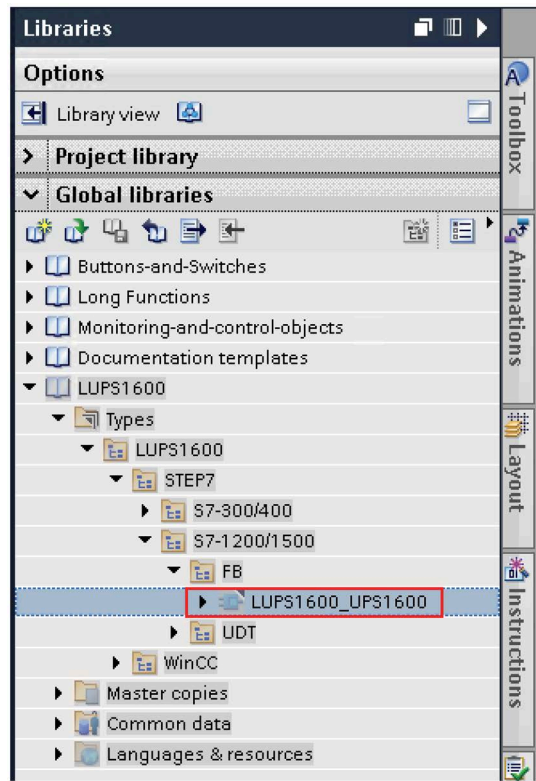 Libraries
Options
Library view
Project library
Global libraries
Buttons-and-Switches
Long Functions
Monitoring-and-control-objects
Documentation templates
LUPS1600
Types
LUPS1600
STEP7
S7-300/400
S7-1200/1500
FB
LUPS1600_UPS1600
UDT
WinCC
Master copies
Common data
Languages & resources
Toolbox
Animations
Layout
Instructions